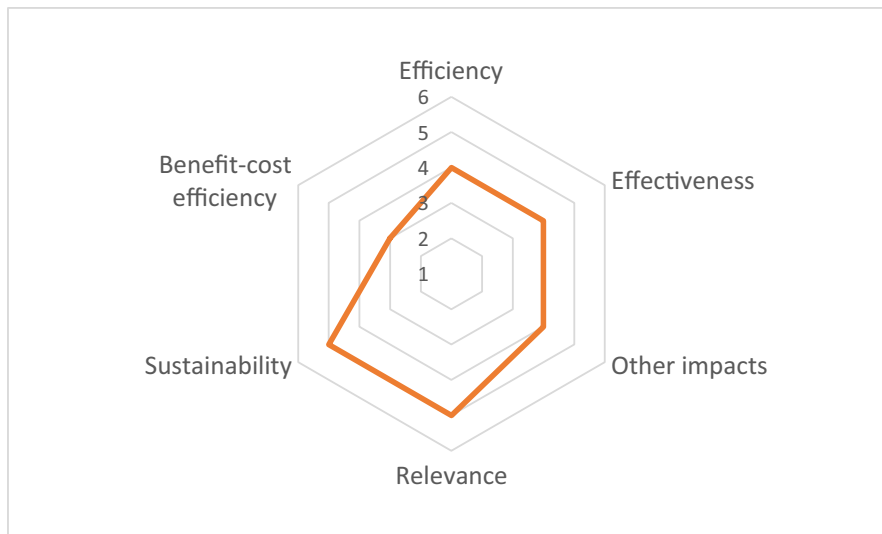 Efficiency
6
5
4
3
2
1
Benefit-cost
efficiency
Effectiveness
Sustainability
Other impacts
Relevance